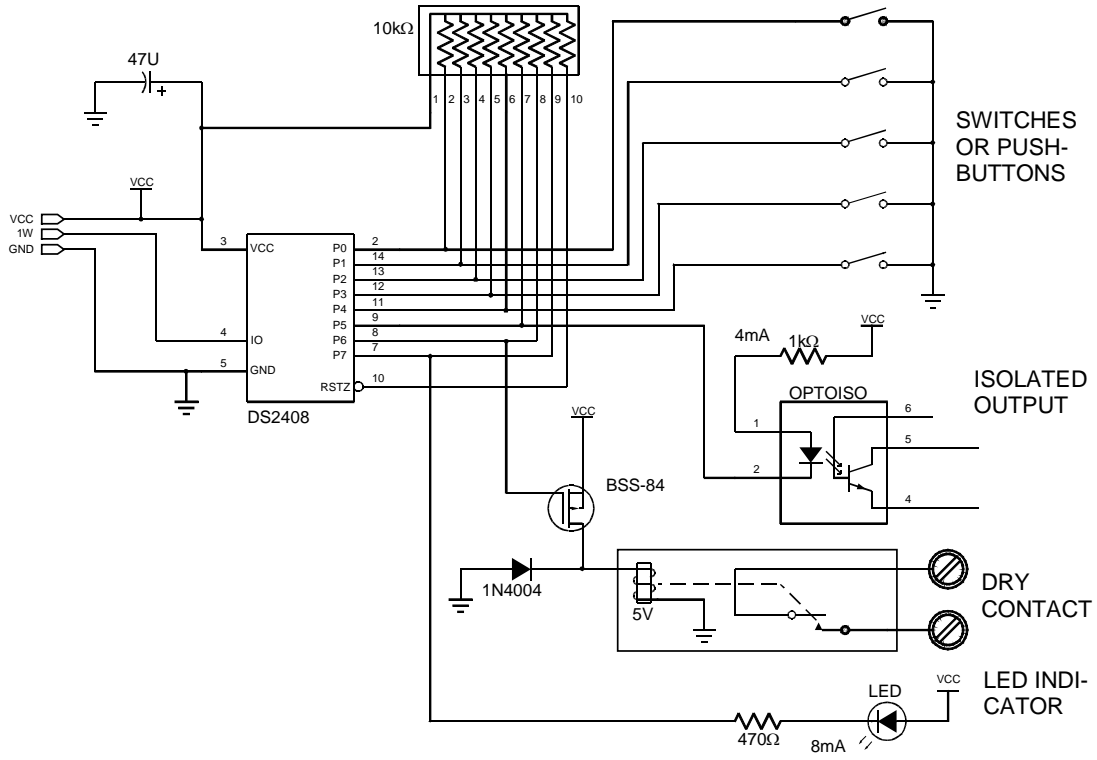 10kΩ
47U
+
1 2 3 4 5 6 7 8 9 10
SWITCHES
OR PUSH-
BUTTONS
VCC
VCC
1W
GND
3 VCC P0 2
P1 14
P2 13
P3 12
P4 11
P5 9
4 IO P6 8
P7 7
5 GND
RSTZ 10
DS2408
4mA 1kΩ VCC
OPTOISO
ISOLATED
OUTPUT
1 6
5
2
4
VCC
BSS-84
1N4004
5V
DRY
CONTACT
LED VCC
LED INDI-
CATOR
470Ω
8mA